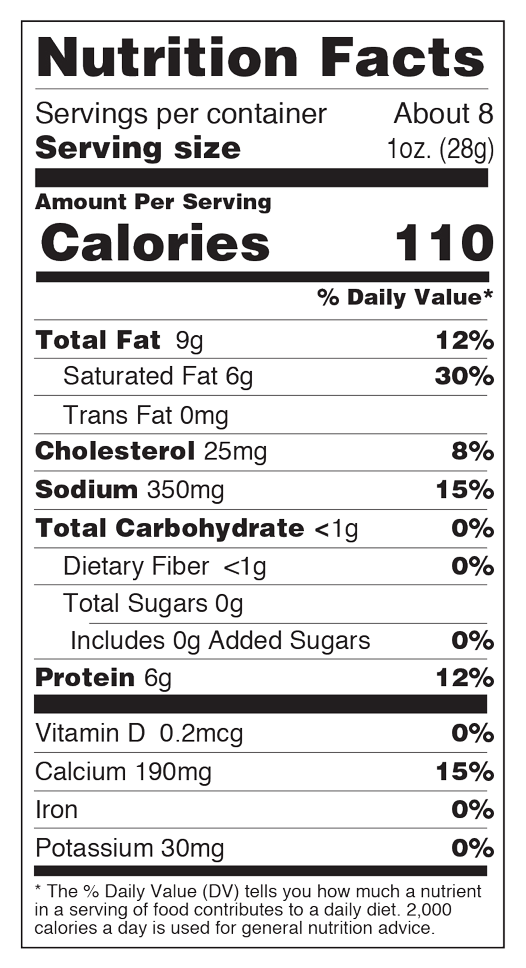 Nutrition Facts
Servings per container About 8
Serving size 1oz. (28g)
Amount Per Serving
Calories 110
% Daily Value*
Total Fat 9g 12%
Saturated Fat 6g 30%
Trans Fat 0mg
Cholesterol 25mg 8%
Sodium 350mg 15%
Total Carbohydrate <1g 0%
Dietary Fiber <1g 0%
Total Sugars 0g
Includes 0g Added Sugars 0%
Protein 6g 12%
Vitamin D 0.2mcg 0%
Calcium 190mg 15%
Iron 0%
Potassium 30mg 0%
* The % Daily Value (DV) tells you how much a nutrient
in a serving of food contributes to a daily diet. 2,000
calories a day is used for general nutrition advice.